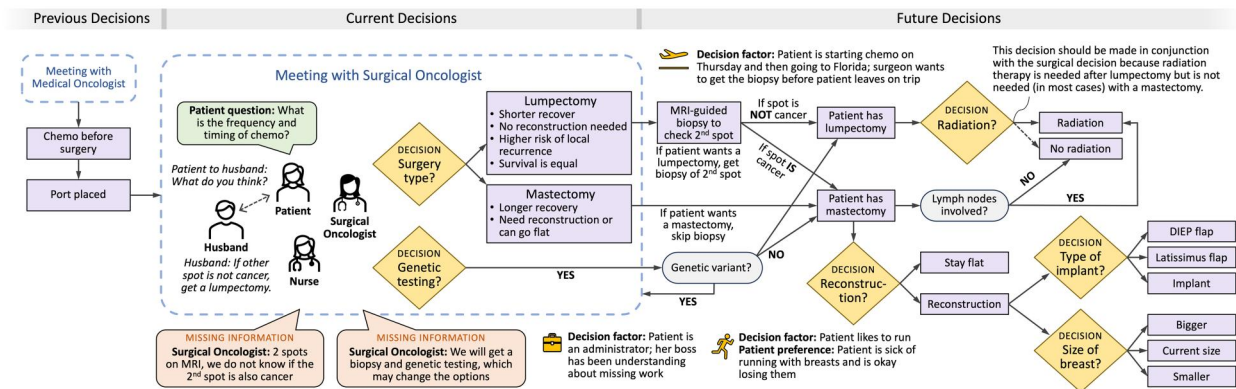 Previous Decisions
Current Decisions
Future Decisions
Meeting with
Medical Oncologist
Chemo before
surgery
Port placed
Meeting with Surgical Oncologist
Patient question: What
is the frequency and
timing of chemo?
Patient to husband:
What do you think?
Patient
Husband
Surgical
Oncologist
Nurse
Husband: If other
spot is not cancer,
get a lumpectomy.
DECISION
Surgery
type?
Lumpectomy
• Shorter recover
• No reconstruction needed
• Higher risk of local
recurrence
• Survival is equal
Mastectomy
• Longer recovery
• Need reconstruction or
can go flat
DECISION
Genetic
testing?
YES
MISSING INFORMATION
Surgical Oncologist: 2 spots
on MRI, we do not know if the
2nd spot is also cancer
MISSING INFORMATION
Surgical Oncologist: We will get a
biopsy and genetic testing, which
may change the options
Decision factor: Patient is starting chemo on
Thursday and then going to Florida; surgeon wants
to get the biopsy before patient leaves on trip
This decision should be made in conjunction
with the surgical decision because radiation
therapy is needed after lumpectomy but is not
needed (in most cases) with a mastectomy.
MRI-guided
biopsy to
check 2nd spot
If patient wants a
lumpectomy, get
biopsy of 2nd spot
If spot is
NOT cancer
If spot IS
cancer
Patient has
lumpectomy
DECISION
Radiation?
Radiation
No radiation
Patient has
mastectomy
Lymph nodes
involved?
NO
YES
If patient wants
a mastectomy,
skip biopsy
Genetic variant?
NO
YES
DECISION
Reconstruc-
tion?
Stay flat
Reconstruction
DECISION
Type of
implant?
DIEP flap
Latissimus flap
Implant
DECISION
Size of
breast?
Bigger
Current size
Smaller
Decision factor: Patient is
an administrator; her boss
has been understanding
about missing work
Decision factor: Patient likes to run
Patient preference: Patient is sick of
running with breasts and is okay
losing them